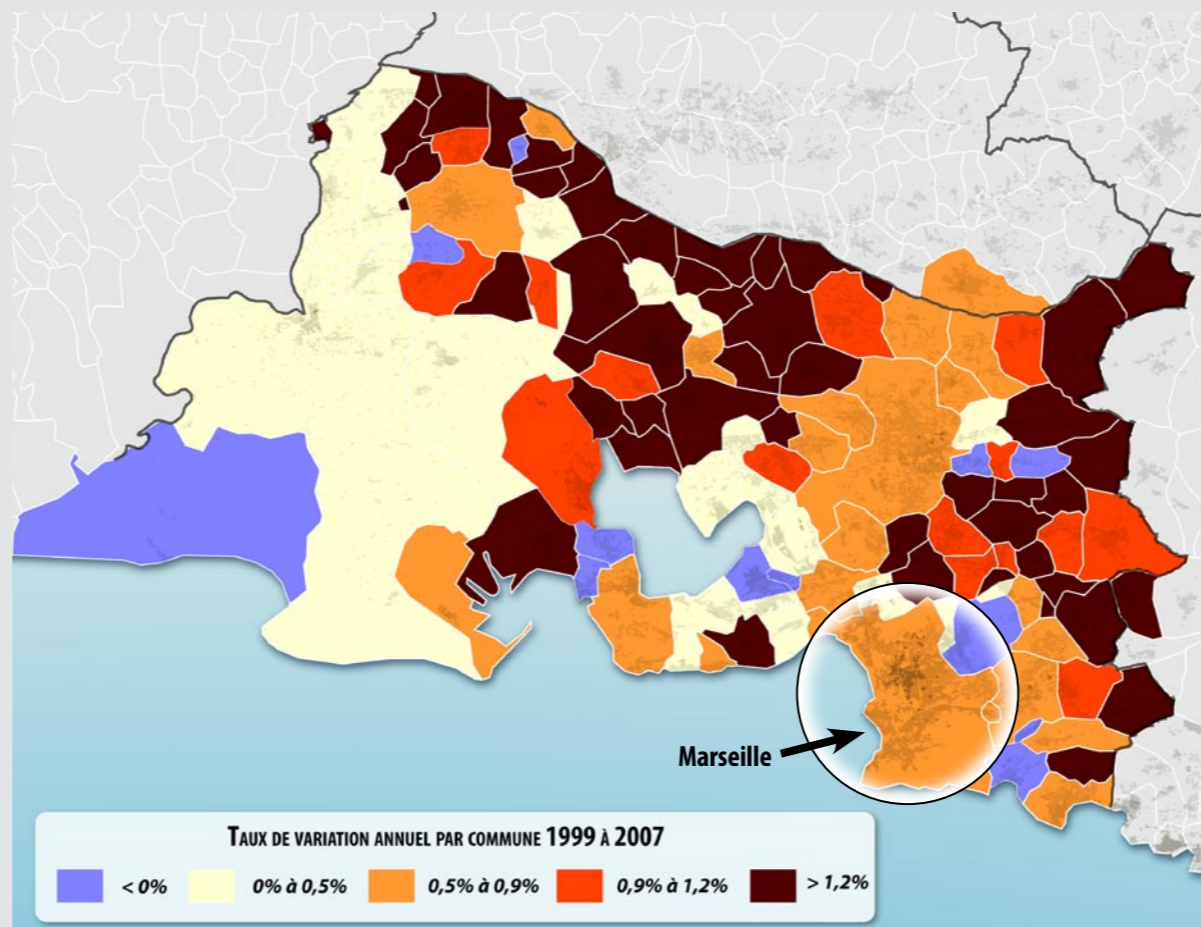 Marseille
TAUX DE VARIATION ANNUEL PAR COMMUNE 1999 À 2007
< 0% 0% à 0,5% 0,5% à 0,9% 0,9% à 1,2% > 1,2%